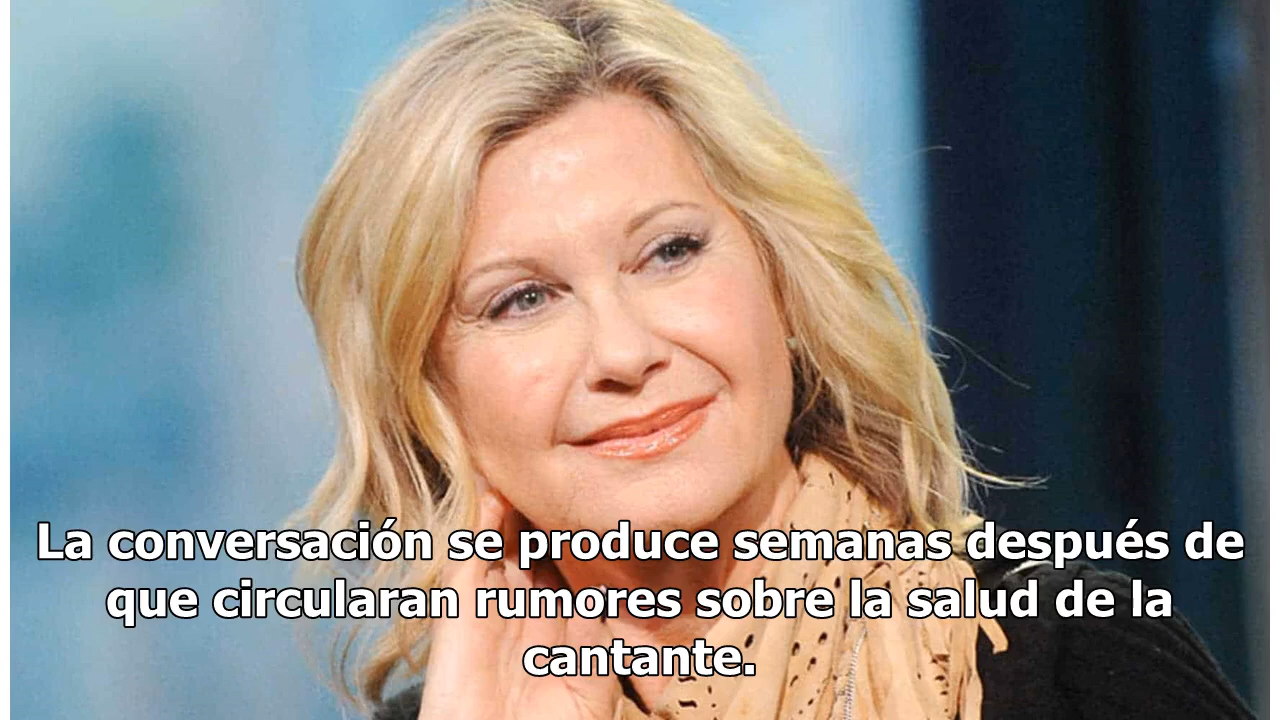 La conversación se produce semanas después de
que circularan rumores sobre la salud de la
cantante.